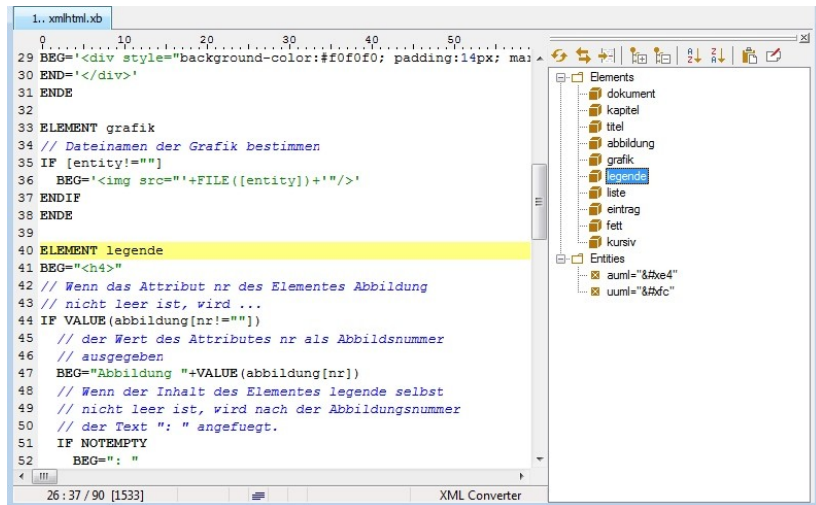 1.. xmlhtml.xb
0 10 20 30 40 50
29 BEG='<div style="background-color:#f0f0f0; padding:14px; mai
30 END='</div>'
31 ENDE
32
33 ELEMENT grafik
34 // Dateinamen der Grafik bestimmen
35 IF [entity!=""]
36   BEG='<img src="'+FILE([entity])+'"/>'
37 ENDIF
38 ENDE
39
40 ELEMENT legende
41 BEG="<h4>"
42 // Wenn das Attribut nr des Elementes Abbildung
43 // nicht leer ist, wird ...
44 IF VALUE(abbildung[nr!=""])
45   // der Wert des Attributes nr als Abbildsnummer
46   // ausgegeben
47   BEG="Abbildung "+VALUE(abbildung[nr])
48   // Wenn der Inhalt des Elementes legende selbst
49   // nicht leer ist, wird nach der Abbildungsnummer
50   // der Text ": " angefuegt.
51   IF NOTEMPTY
52     BEG=": "
26 : 37 / 90 [1533] XML Converter
Elements
dokument
kapitel
titel
abbildung
grafik
legende
liste
eintrag
fett
kursiv
Entities
auml="&#xe4"
uuml="&#xfc"